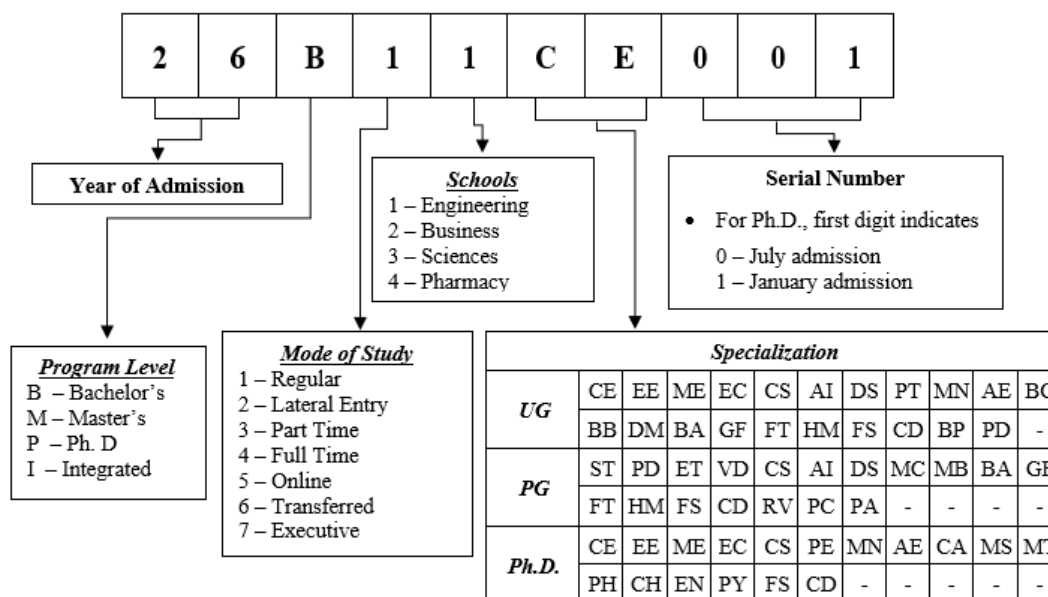 2 6 B 1 1 C E 0 0 1
Year of Admission
Schools
1 – Engineering
2 – Business
3 – Sciences
4 – Pharmacy
Serial Number
• For Ph.D., first digit indicates
0 – July admission
1 – January admission
Program Level
B – Bachelor's
M – Master's
P – Ph. D
I – Integrated
Mode of Study
1 – Regular
2 – Lateral Entry
3 – Part Time
4 – Full Time
5 – Online
6 – Transferred
7 – Executive
Specialization
UG
CE EE ME EC CS AI DS PT MN AE
BB DM BA GF FT HM FS CD BP PD -
PG
ST PD ET VD CS AI DS MC MB BA
FT HM FS CD RV PC PA - - - -
Ph.D.
CE EE ME EC CS PE MN AE CA MS
PH CH EN PY FS CD - - - - -